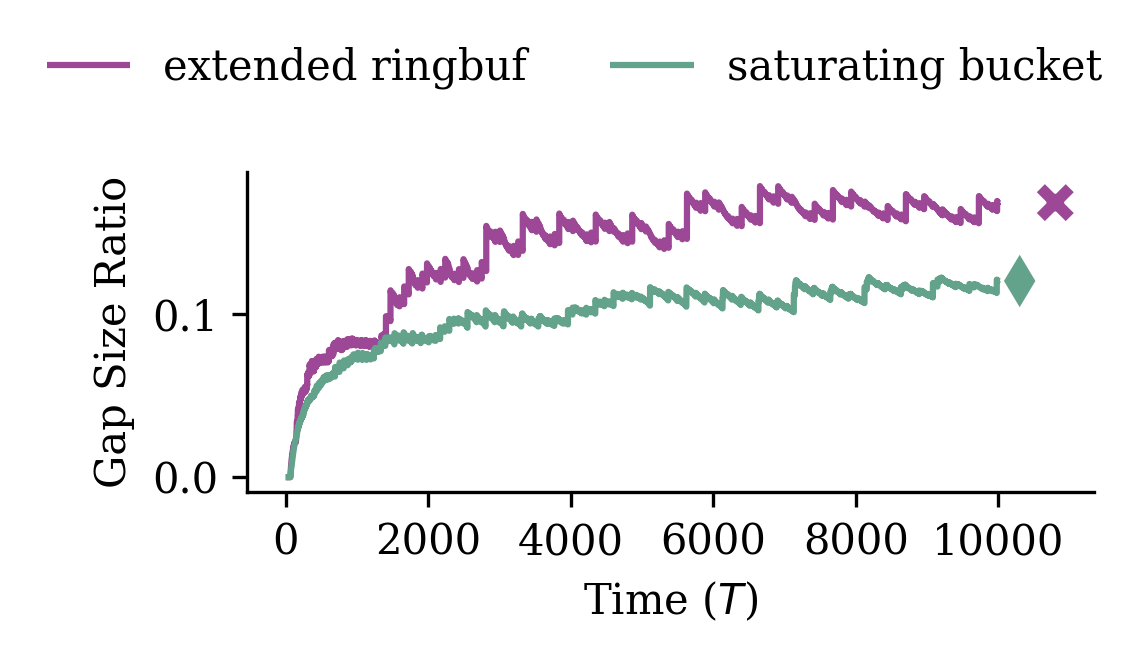 extended ringbuf saturating bucket
Gap Size Ratio
0.1
0.0
0 2000 4000 6000 8000 10000
Time (T)